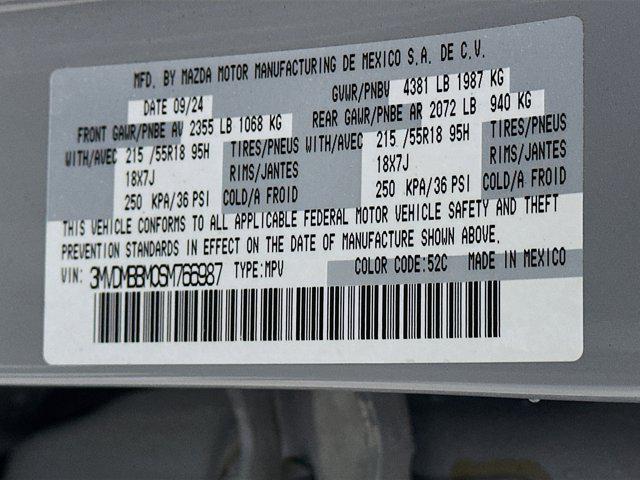 MFD. BY MAZDA MOTOR MANUFACTURING DE MEXICO S.A. DE C.V.
DATE 09/24 GVWR/PNBV 4381 LB 1987 KG
FRONT GAWR/PNBE AV 2355 LB 1068 KG REAR GAWR/PNBE AR 2072 LB 940 KG
WITH/AVEC 215 /55R18 95H TIRES/PNEUS WITH/AVEC 215 /55R18 95H TIRES/PNEUS
18X7J RIMS/JANTES 18X7J RIMS/JANTES
250 KPA/36 PSI COLD/A FROID 250 KPA/36 PSI COLD/A FROID
THIS VEHICLE CONFORMS TO ALL APPLICABLE FEDERAL MOTOR VEHICLE SAFETY AND THEFT
PREVENTION STANDARDS IN EFFECT ON THE DATE OF MANUFACTURE SHOWN ABOVE.
VIN: 3MVDMBBM0SM766987 TYPE:MPV COLOR CODE:52C MADE IN MEXICO